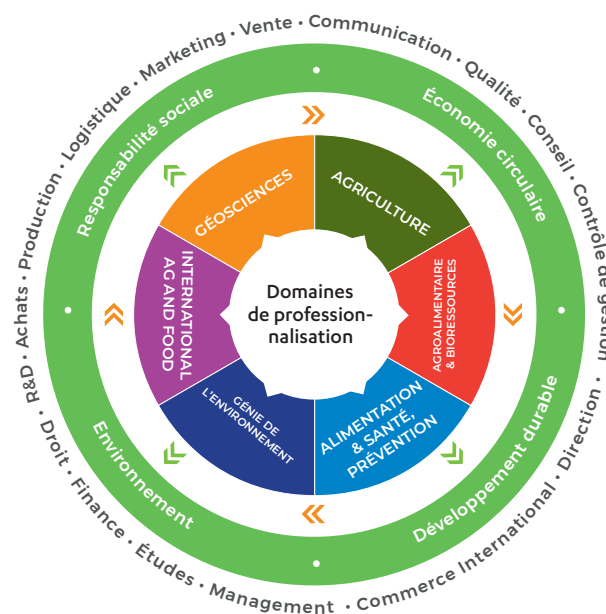 R&D • Achats • Production • Logistique • Marketing • Vente • Communication • Qualité • Conseil • Contrôle de gestion
• Droit • Finance • Études • Management • Commerce International • Direction •
Responsabilité sociale
Économie circulaire
Environnement
Développement durable
GÉOSCIENCES
AGRICULTURE
INTERNATIONAL
AG AND FOOD
AGROALIMENTAIRE
& BIORESSOURCES
GÉNIE DE
L'ENVIRONNEMENT
ALIMENTATION
& SANTÉ,
PRÉVENTION
Domaines
de profession-
nalisation